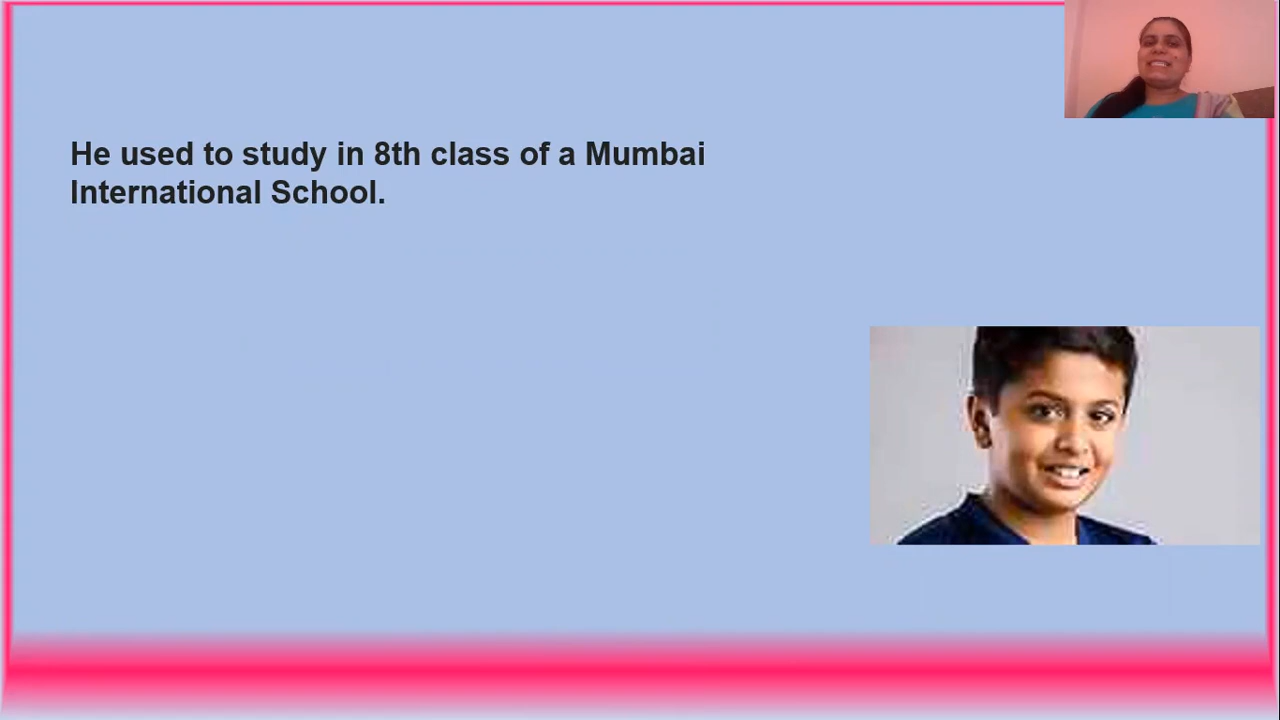 He used to study in 8th class of a Mumbai
International School.